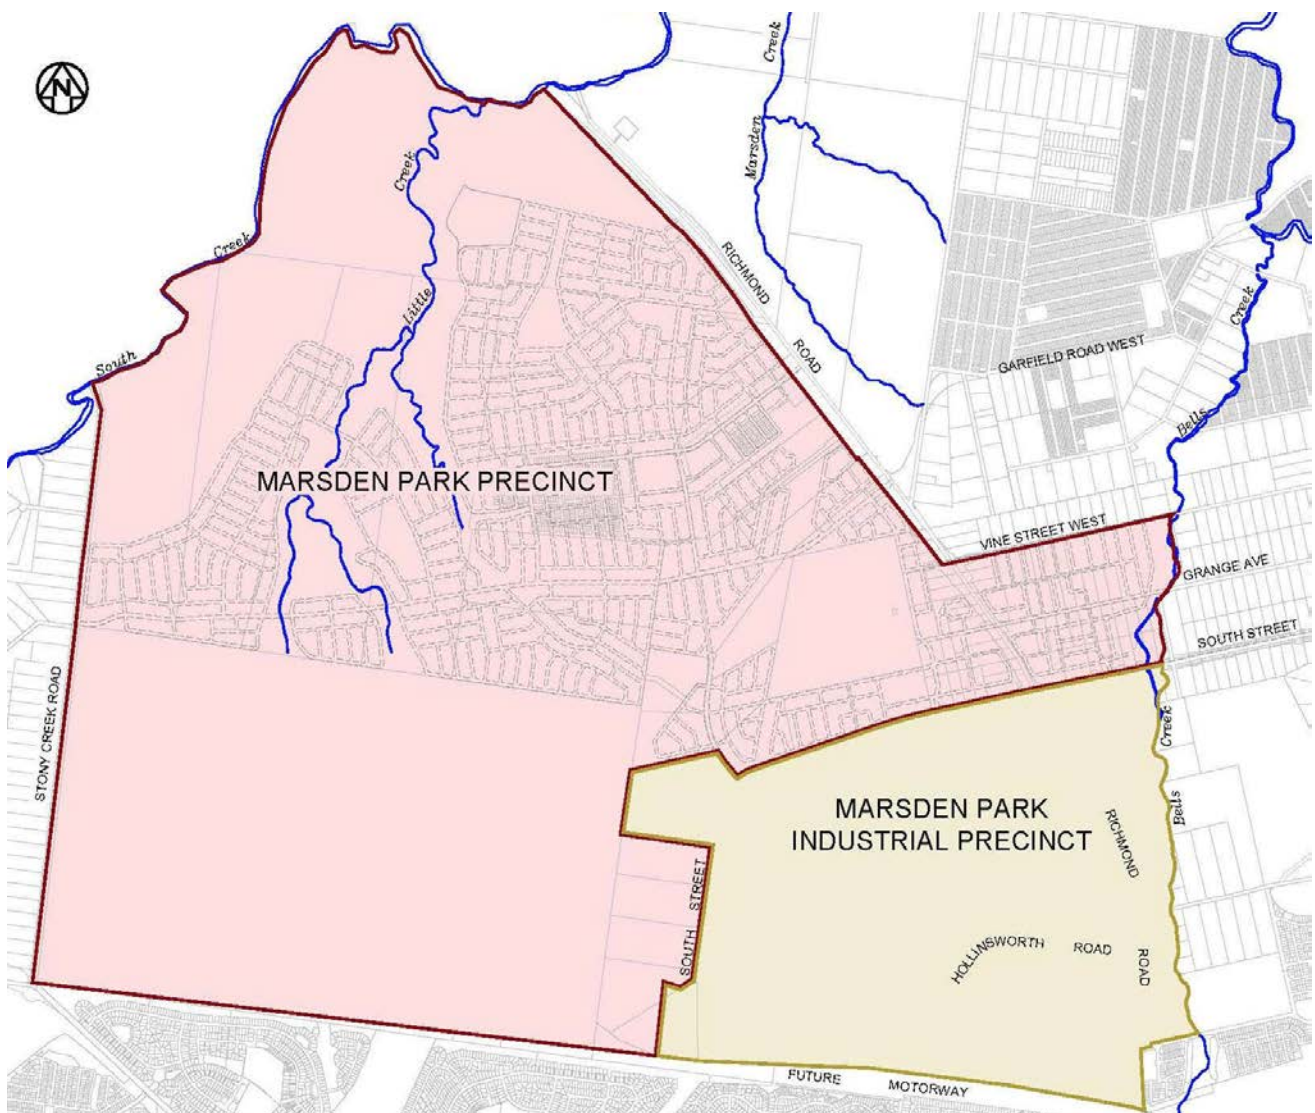 N
Creek
Marsden
Creek
Creek
South
Little
RICHMOND
ROAD
GARFIELD ROAD WEST
Creek
Bells
MARSDEN PARK PRECINCT
VINE STREET WEST
GRANGE AVE
SOUTH STREET
STONY CREEK ROAD
Creek
Bells
MARSDEN PARK
INDUSTRIAL PRECINCT
RICHMOND
ROAD
SOUTH STREET
HOLLINSWORTH ROAD
FUTURE MOTORWAY